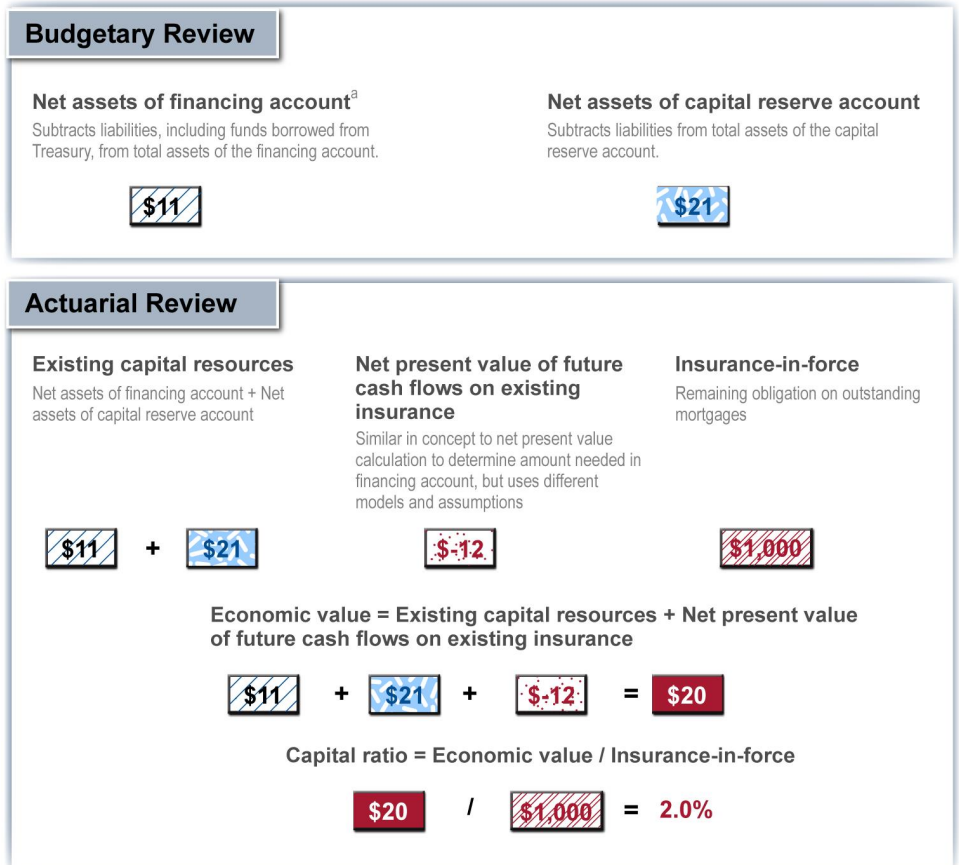 Budgetary Review
Net assets of financing accountª
Subtracts liabilities, including funds borrowed from
Treasury, from total assets of the financing account.
$11
Net assets of capital reserve account
Subtracts liabilities from total assets of the capital
reserve account.
$21
Actuarial Review
Existing capital resources
Net assets of financing account + Net
assets of capital reserve account
Net present value of future
cash flows on existing
insurance
Similar in concept to net present value
calculation to determine amount needed in
financing account, but uses different
models and assumptions
Insurance-in-force
Remaining obligation on outstanding
mortgages
$11 + $21
$-12
$1,000
Economic value = Existing capital resources + Net present value
of future cash flows on existing insurance
$11 + $21 + $-12 = $20
Capital ratio = Economic value / Insurance-in-force
$20 / $1,000 = 2.0%